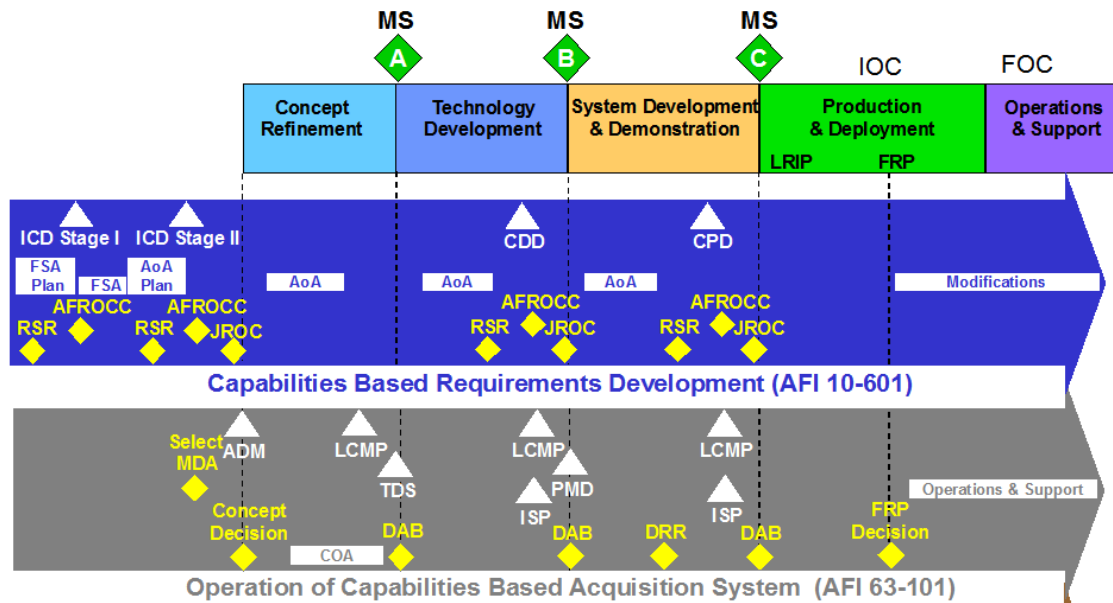 MS MS MS
A B C
IOC FOC
Concept Technology System Development Production Operations
Refinement Development & Demonstration & Deployment & Support
LRIP FRP
ICD Stage I ICD Stage II CDD CPD
FSA AoA
Plan FSA Plan AoA AoA AoA Modifications
AFROCC AFROCC AFROCC AFROCC
RSR RSR JROC RSR JROC RSR JROC
Capabilities Based Requirements Development (AFI 10-601)
Select ADM LCMP LCMP LCMP
MDA TDS PMD
ISP ISP Operations & Support
Concept FRP
Decision DAB DAB DRR DAB Decision
COA
Operation of Capabilities Based Acquisition System (AFI 63-101)